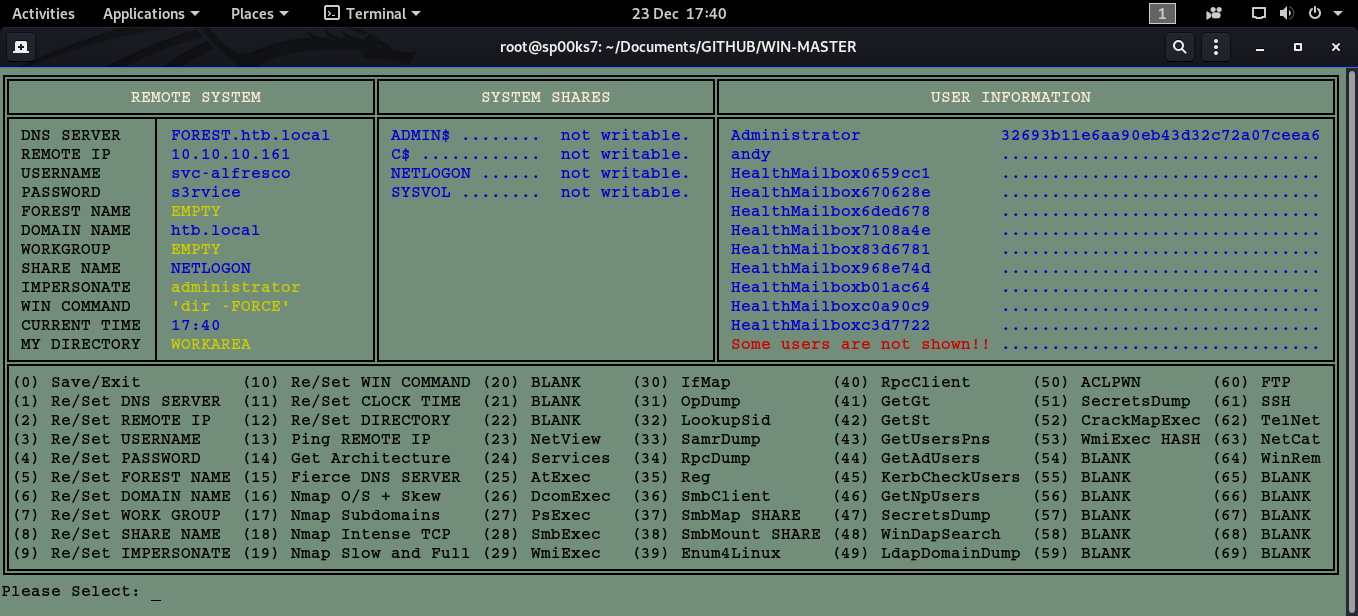 Activities Applications Places Terminal 23 Dec 17:40 1
root@sp00ks7: ~/Documents/GITHUB/WIN-MASTER
REMOTE SYSTEM SYSTEM SHARES USER INFORMATION
DNS SERVER FOREST.htb.local ADMIN$ ........ not writable. Administrator 32693b11e6aa90eb43d32c72a07ceea6
REMOTE IP 10.10.10.161 C$ ............ not writable. andy ................................
USERNAME svc-alfresco NETLOGON ...... not writable. HealthMailbox0659cc1 ................................
PASSWORD s3rvice SYSVOL ........ not writable. HealthMailbox670628e ................................
FOREST NAME EMPTY HealthMailbox6ded678 ................................
DOMAIN NAME htb.local HealthMailbox7108a4e ................................
WORKGROUP EMPTY HealthMailbox83d6781 ................................
SHARE NAME NETLOGON HealthMailbox968e74d ................................
IMPERSONATE administrator HealthMailboxb01ac64 ................................
WIN COMMAND 'dir -FORCE' HealthMailboxc0a90c9 ................................
CURRENT TIME 17:40 HealthMailboxc3d7722 ................................
MY DIRECTORY WORKAREA Some users are not shown!! ................................
(0) Save/Exit (10) Re/Set WIN COMMAND (20) BLANK (30) IfMap (40) RpcClient (50) ACLPWN (60) FTP
(1) Re/Set DNS SERVER (11) Re/Set CLOCK TIME (21) BLANK (31) OpDump (41) GetGt (51) SecretsDump (61) SSH
(2) Re/Set REMOTE IP (12) Re/Set DIRECTORY (22) BLANK (32) LookupSid (42) GetSt (52) CrackMapExec (62) TelNet
(3) Re/Set USERNAME (13) Ping REMOTE IP (23) NetView (33) SamrDump (43) GetUsersPns (53) WmiExec HASH (63) NetCat
(4) Re/Set PASSWORD (14) Get Architecture (24) Services (34) RpcDump (44) GetAdUsers (54) BLANK (64) WinRem
(5) Re/Set FOREST NAME (15) Fierce DNS SERVER (25) AtExec (35) Reg (45) KerbCheckUsers (55) BLANK (65) BLANK
(6) Re/Set DOMAIN NAME (16) Nmap O/S + Skew (26) DcomExec (36) SmbClient (46) GetNpUsers (56) BLANK (66) BLANK
(7) Re/Set WORK GROUP (17) Nmap Subdomains (27) PsExec (37) SmbMap SHARE (47) SecretsDump (57) BLANK (67) BLANK
(8) Re/Set SHARE NAME (18) Nmap Intense TCP (28) SmbExec (38) SmbMount SHARE (48) WinDapSearch (58) BLANK (68) BLANK
(9) Re/Set IMPERSONATE (19) Nmap Slow and Full (29) WmiExec (39) Enum4Linux (49) LdapDomainDump (59) BLANK (69) BLANK
Please Select: _